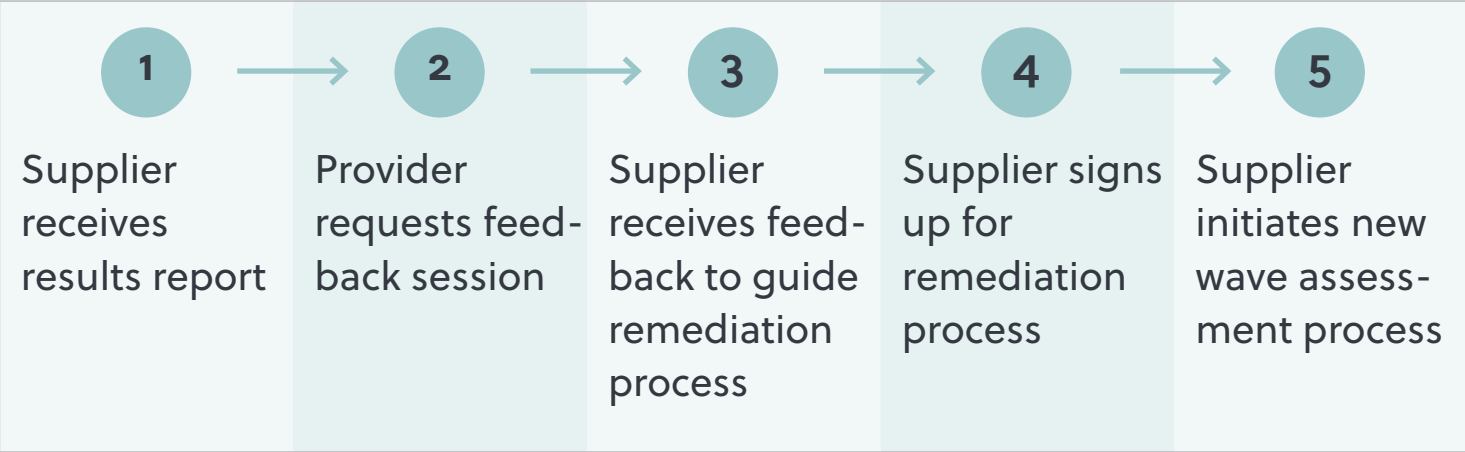 1
2
3
4
5
Supplier
receives
results report
Provider
requests feed-
back session
Supplier
receives feed-
back to guide
remediation
process
Supplier signs
up for
remediation
process
Supplier
initiates new
wave assess-
ment process